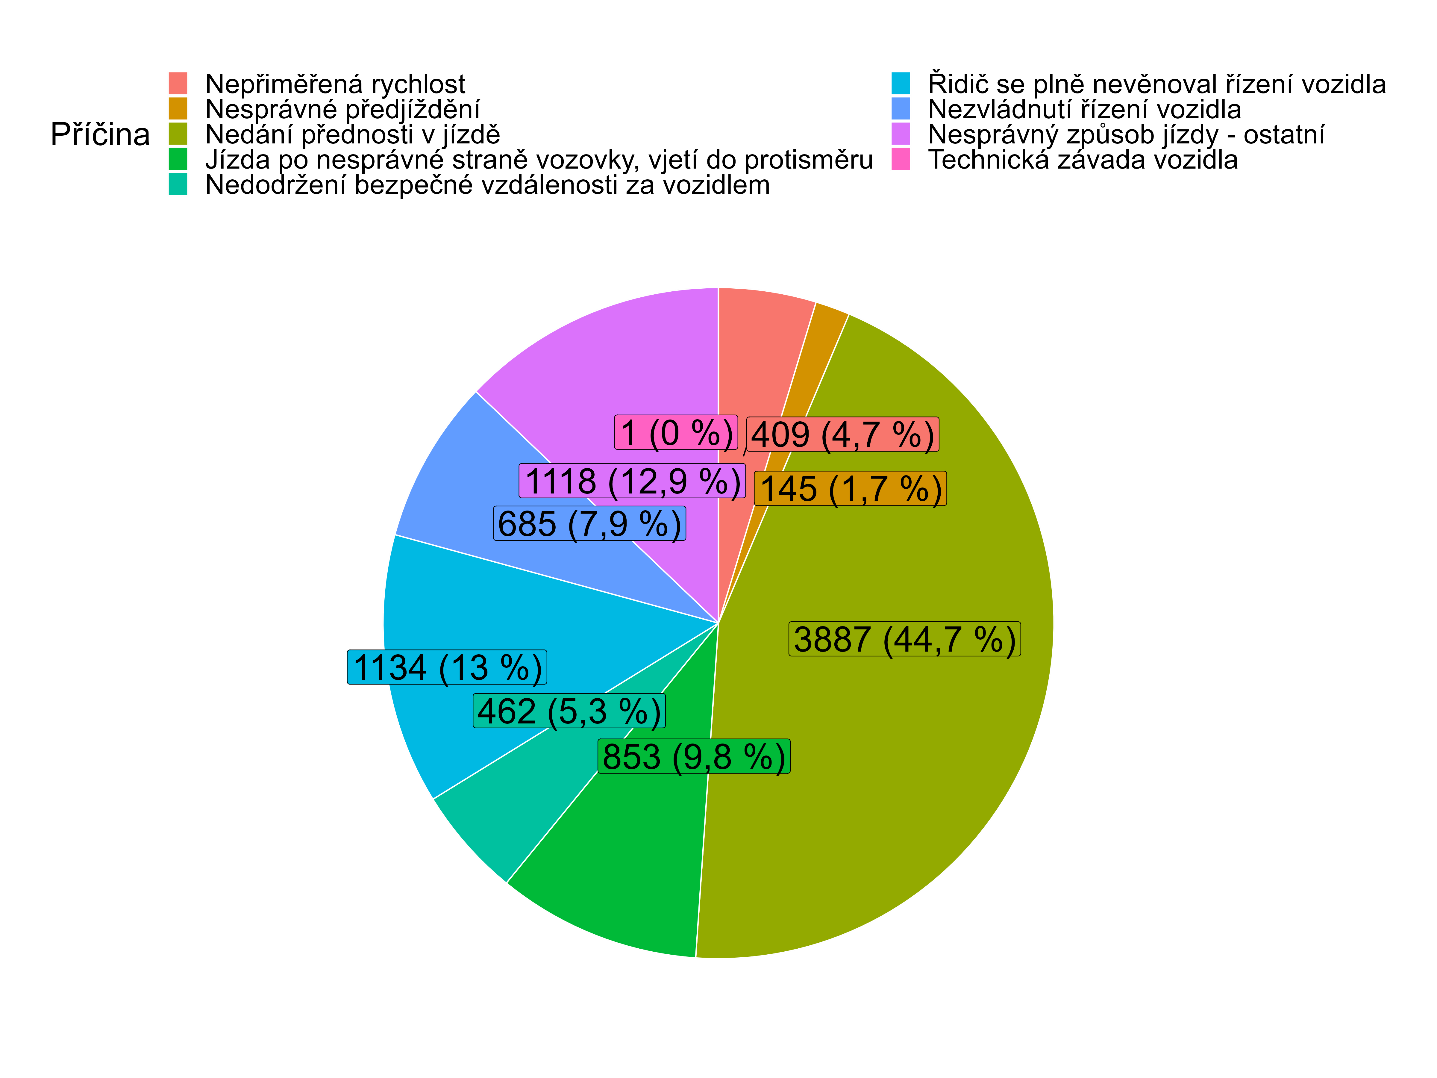 Příčina
Nepřiměřená rychlost
Nesprávné předjíždění
Nedání přednosti v jízdě
Jízda po nesprávné straně vozovky, vjetí do protisměru
Nedodržení bezpečné vzdálenosti za vozidlem
Řidič se plně nevěnoval řízení vozidla
Nezvládnutí řízení vozidla
Nesprávný způsob jízdy - ostatní
Technická závada vozidla
1 (0 %)
409 (4,7 %)
1118 (12,9 %)
145 (1,7 %)
685 (7,9 %)
3887 (44,7 %)
1134 (13 %)
462 (5,3 %)
853 (9,8 %)